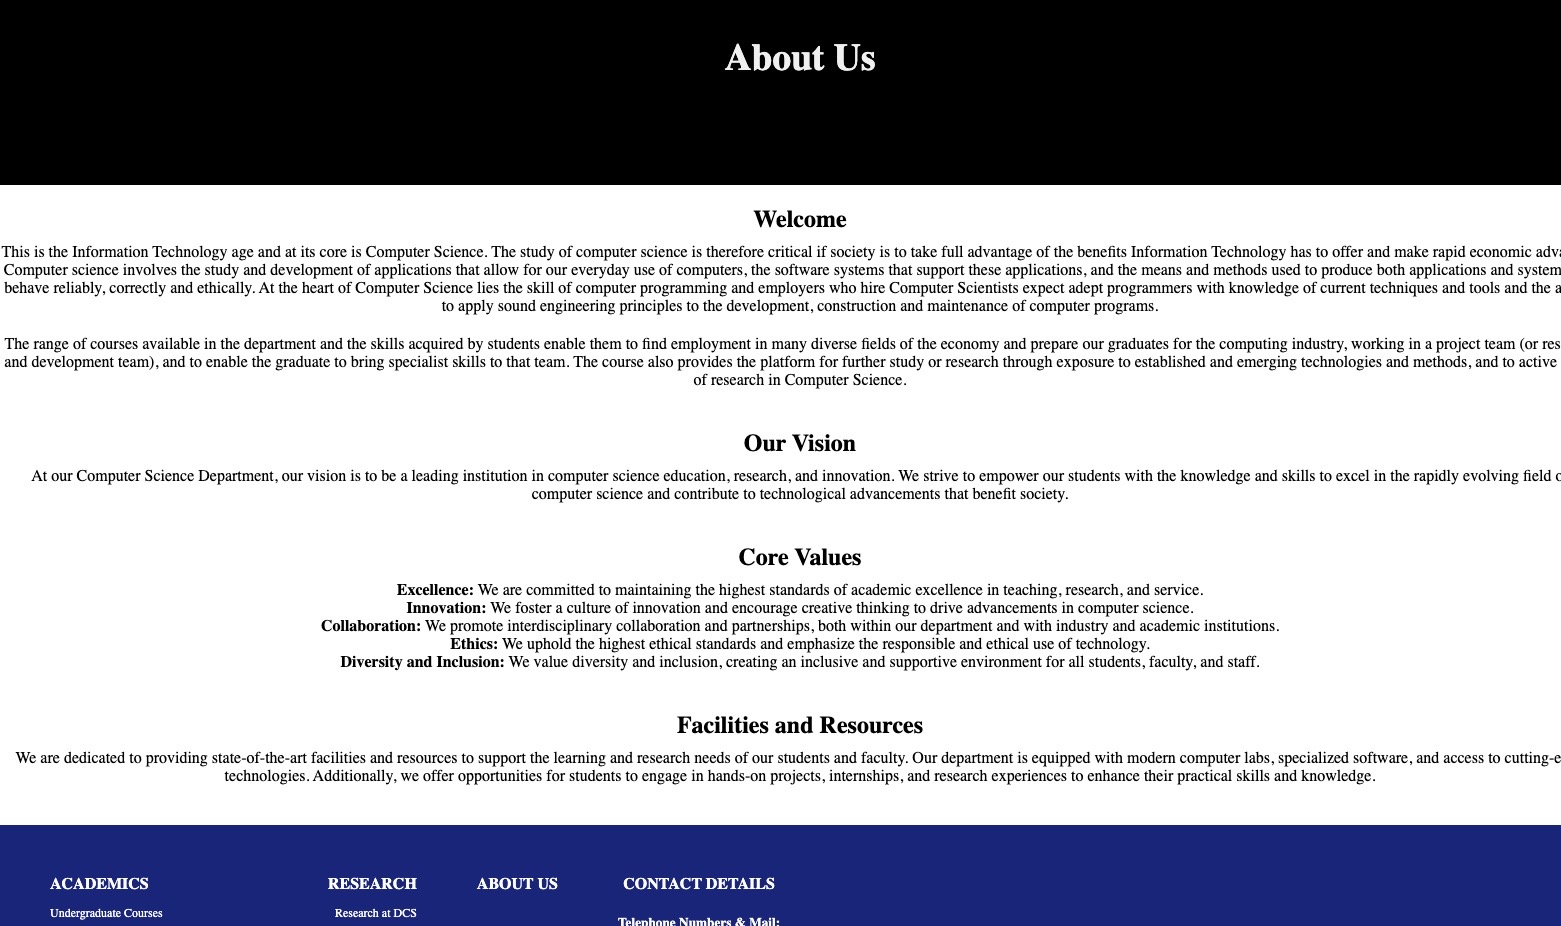 About Us
Welcome
This is the Information Technology age and at its core is Computer Science. The study of computer science is therefore critical if society is to take full advantage of the benefits Information Technology has to offer and make rapid economic
Computer science involves the study and development of applications that allow for our everyday use of computers, the software systems that support these applications, and the means and methods used to produce both applications and
behave reliably, correctly and ethically. At the heart of Computer Science lies the skill of computer programming and employers who hire Computer Scientists expect adept programmers with knowledge of current techniques and tools and the
to apply sound engineering principles to the development, construction and maintenance of computer programs.
The range of courses available in the department and the skills acquired by students enable them to find employment in many diverse fields of the economy and prepare our graduates for the computing industry, working in a project team (or
and development team), and to enable the graduate to bring specialist skills to that team. The course also provides the platform for further study or research through exposure to established and emerging technologies and methods, and to active
of research in Computer Science.
Our Vision
At our Computer Science Department, our vision is to be a leading institution in computer science education, research, and innovation. We strive to empower our students with the knowledge and skills to excel in the rapidly evolving field
computer science and contribute to technological advancements that benefit society.
Core Values
Excellence: We are committed to maintaining the highest standards of academic excellence in teaching, research, and service.
Innovation: We foster a culture of innovation and encourage creative thinking to drive advancements in computer science.
Collaboration: We promote interdisciplinary collaboration and partnerships, both within our department and with industry and academic institutions.
Ethics: We uphold the highest ethical standards and emphasize the responsible and ethical use of technology.
Diversity and Inclusion: We value diversity and inclusion, creating an inclusive and supportive environment for all students, faculty, and staff.
Facilities and Resources
We are dedicated to providing state-of-the-art facilities and resources to support the learning and research needs of our students and faculty. Our department is equipped with modern computer labs, specialized software, and access to
technologies. Additionally, we offer opportunities for students to engage in hands-on projects, internships, and research experiences to enhance their practical skills and knowledge.
ACADEMICS
Undergraduate Courses
RESEARCH
Research at DCS
ABOUT US
CONTACT DETAILS
Telephone Numbers & Mail: